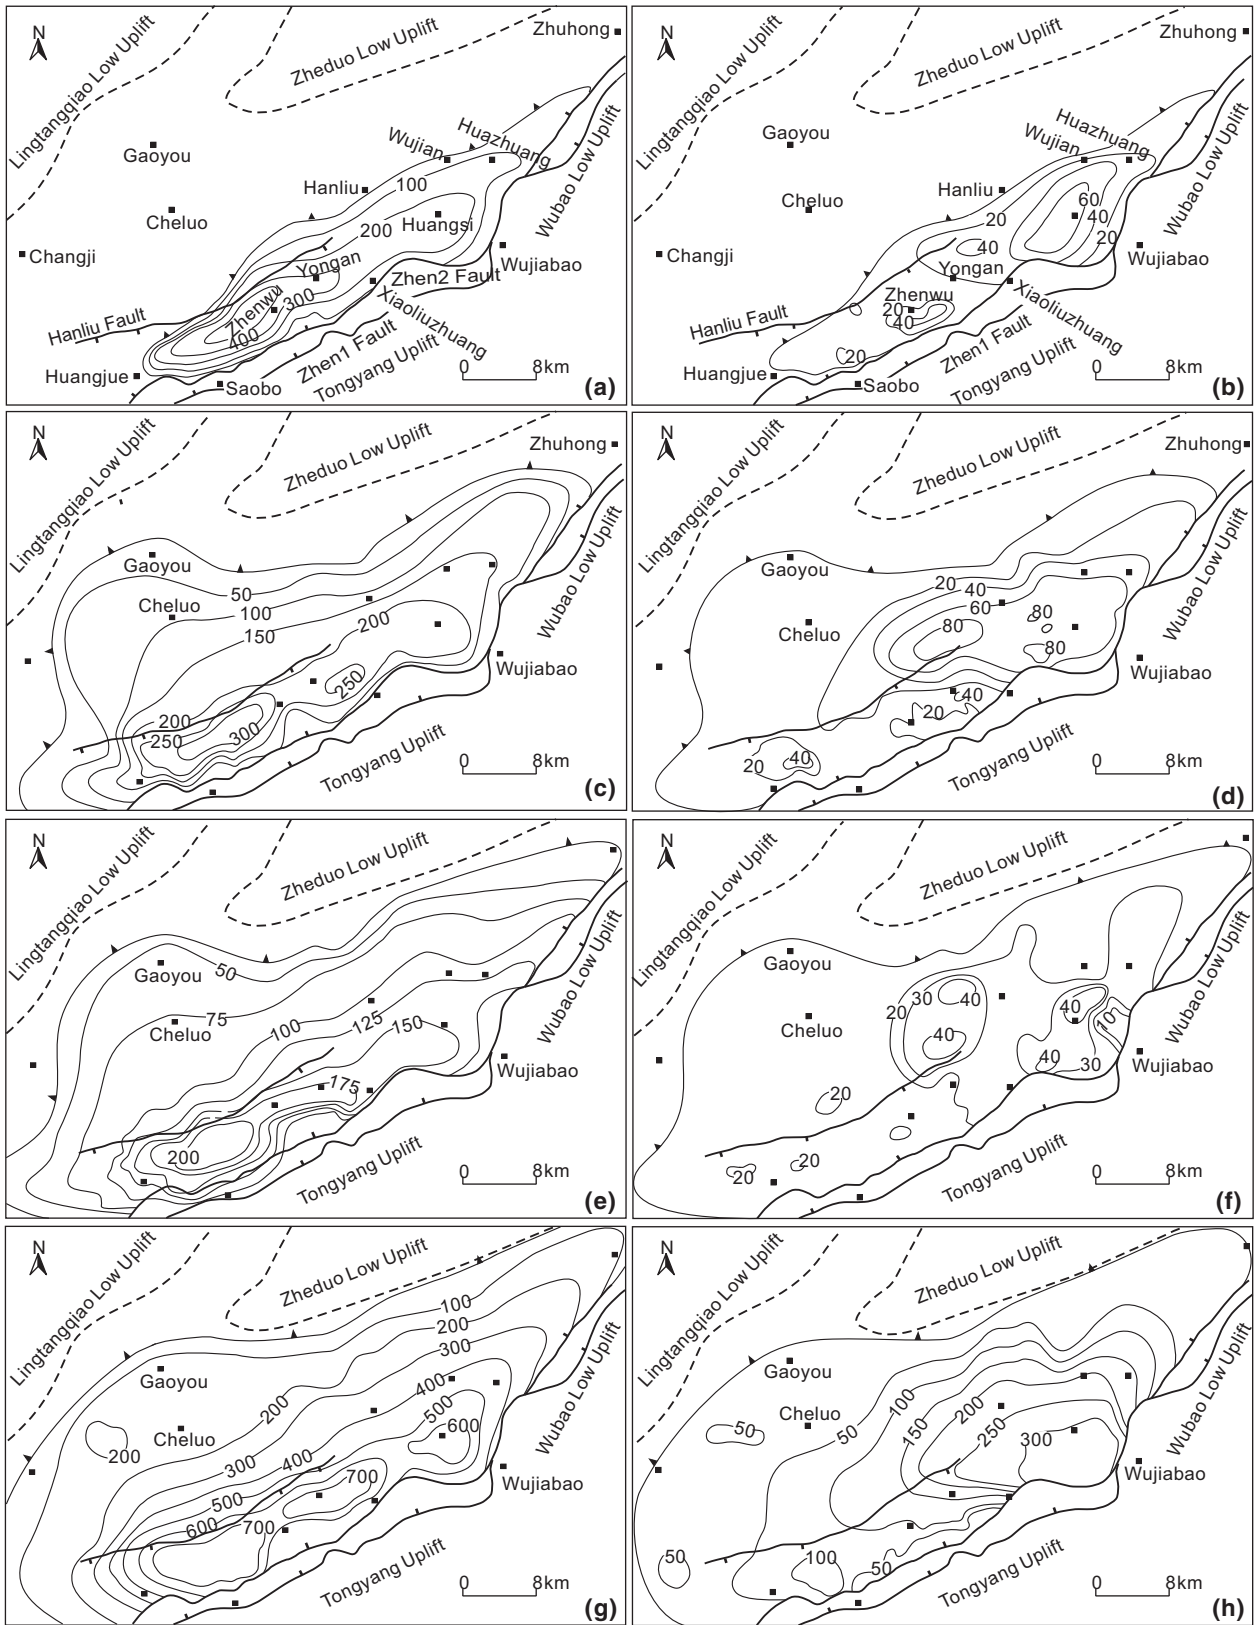 N
Lingtangqiao Low Uplift
Zheduo Low Uplift
Zhuhong
Gaoyou
Cheluo
Changji
Wujian
Huazhuang
Hanliu
100
Huangsi
200
Wubao Low Uplift
Wujiabao
Yongan
Zhen2 Fault
Zhenwu
300
400
Xiaoliuzhuang
Hanliu Fault
Zhen1 Fault
Tongyang Uplift
Huangjue
Saobo
0 8km
(a)
N
Lingtangqiao Low Uplift
Zheduo Low Uplift
Zhuhong
Gaoyou
Cheluo
Changji
Wujian
Huazhuang
Hanliu
20
60
40
20
40
Wubao Low Uplift
Wujiabao
Yongan
Zhenwu
20
40
20
Xiaoliuzhuang
Hanliu Fault
Zhen1 Fault
Tongyang Uplift
Huangjue
Saobo
0 8km
(b)
N
Lingtangqiao Low Uplift
Zheduo Low Uplift
Zhuhong
Gaoyou
50
Cheluo
100
150
200
Wubao Low Uplift
Wujiabao
250
200
250
300
Tongyang Uplift
0 8km
(c)
N
Lingtangqiao Low Uplift
Zheduo Low Uplift
Zhuhong
Gaoyou
20
40
Cheluo
60
80
80
80
Wubao Low Uplift
Wujiabao
40
20
20
40
Tongyang Uplift
0 8km
(d)
N
Lingtangqiao Low Uplift
Zheduo Low Uplift
Gaoyou
50
75
Cheluo
100
125
150
Wubao Low Uplift
Wujiabao
175
200
Tongyang Uplift
0 8km
(e)
N
Lingtangqiao Low Uplift
Zheduo Low Uplift
Gaoyou
Cheluo
20
30
40
40
40
10
40
30
Wubao Low Uplift
Wujiabao
20
20
20
Tongyang Uplift
0 8km
(f)
N
Lingtangqiao Low Uplift
Zheduo Low Uplift
100
200
300
Gaoyou
400
200
500
600
Cheluo
200
300
400
700
500
600
700
Wubao Low Uplift
Wujiabao
Tongyang Uplift
0 8km
(g)
N
Lingtangqiao Low Uplift
Zheduo Low Uplift
Gaoyou
Cheluo
50
50
100
150
200
250
300
Wubao Low Uplift
Wujiabao
50
100
50
Tongyang Uplift
0 8km
(h)